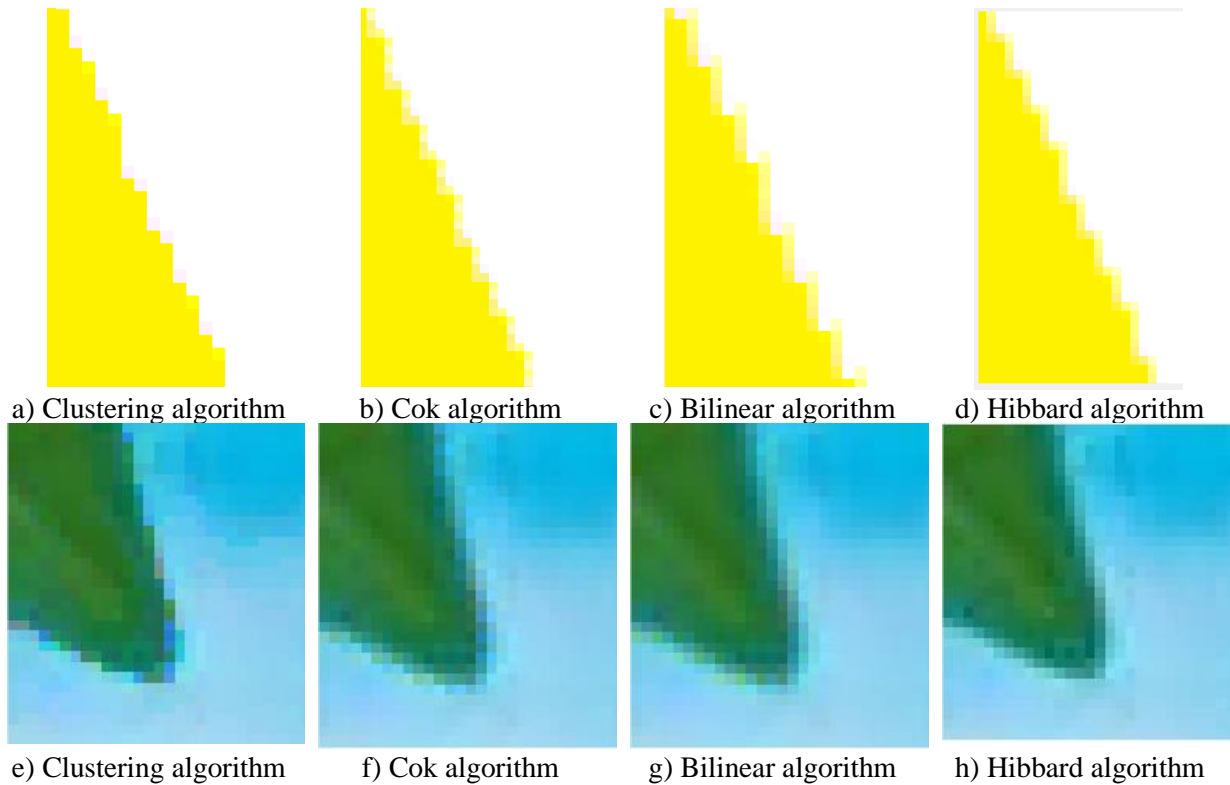 a) Clustering algorithm
b) Cok algorithm
c) Bilinear algorithm
d) Hibbard algorithm
e) Clustering algorithm
f) Cok algorithm
g) Bilinear algorithm
h) Hibbard algorithm